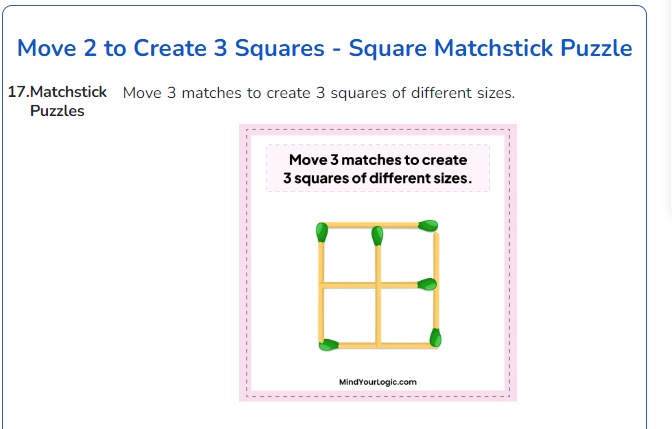 Move 2 to Create 3 Squares - Square Matchstick Puzzle
17.Matchstick Move 3 matches to create 3 squares of different sizes.
Puzzles
Move 3 matches to create
3 squares of different sizes.
MindYourLogic.com